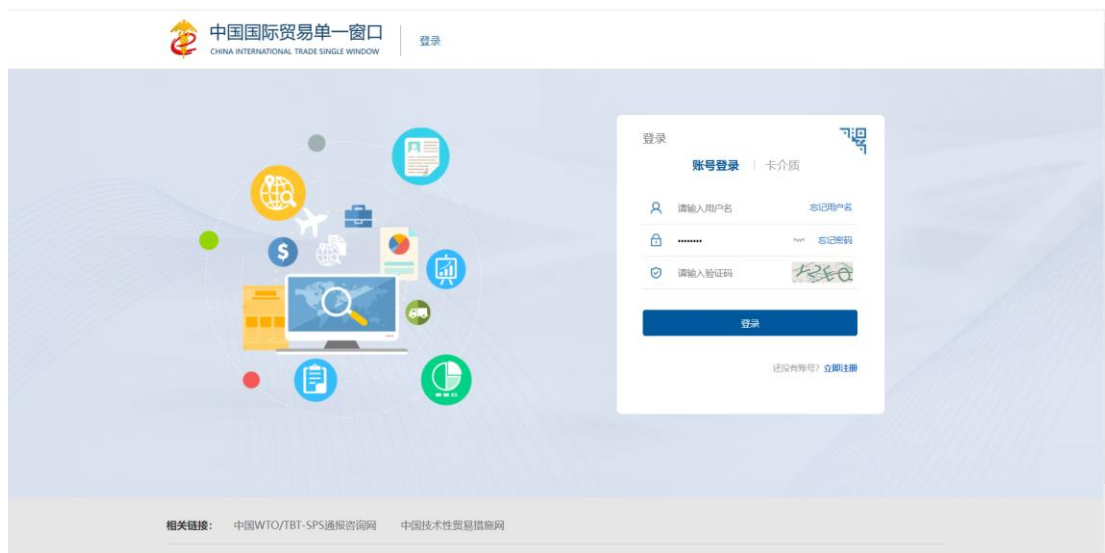 中国国际贸易单一窗口
CHINA INTERNATIONAL TRADE SINGLE WINDOW
登录
登录
账号登录 卡介质
请输入用户名 忘记用户名
•••••••• 忘记密码
请输入验证码
登录
还没有账号? 立即注册
相关链接: 中国WTO/TBT-SPS通报咨询网 中国技术性贸易措施网